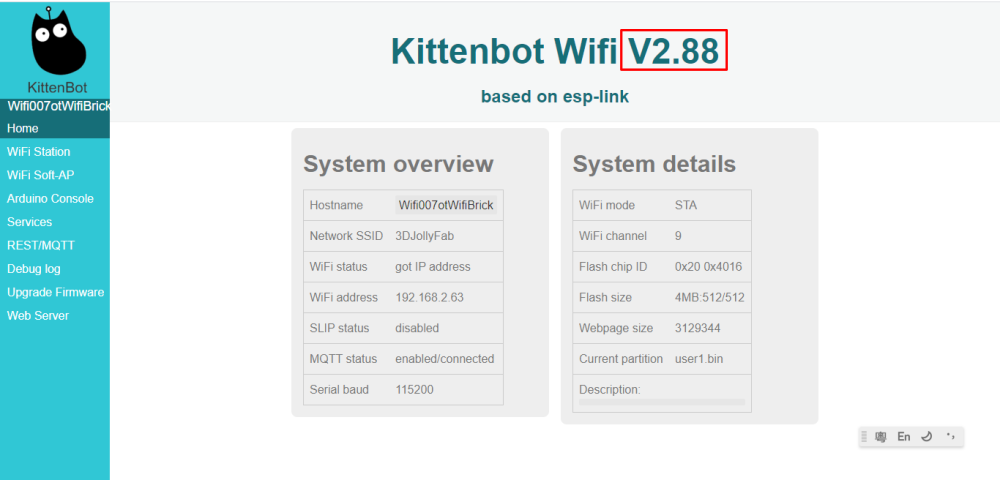 KittenBot
Wifi007otWifiBrick
Home
WiFi Station
WiFi Soft-AP
Arduino Console
Services
REST/MQTT
Debug log
Upgrade Firmware
Web Server
Kittenbot Wifi V2.88
based on esp-link
System overview
Hostname Wifi007otWifiBrick
Network SSID 3DJollyFab
WiFi status got IP address
WiFi address 192.168.2.63
SLIP status disabled
MQTT status enabled/connected
Serial baud 115200
System details
WiFi mode STA
WiFi channel 9
Flash chip ID 0x20 0x4016
Flash size 4MB:512/512
Webpage size 3129344
Current partition user1.bin
Description:
En